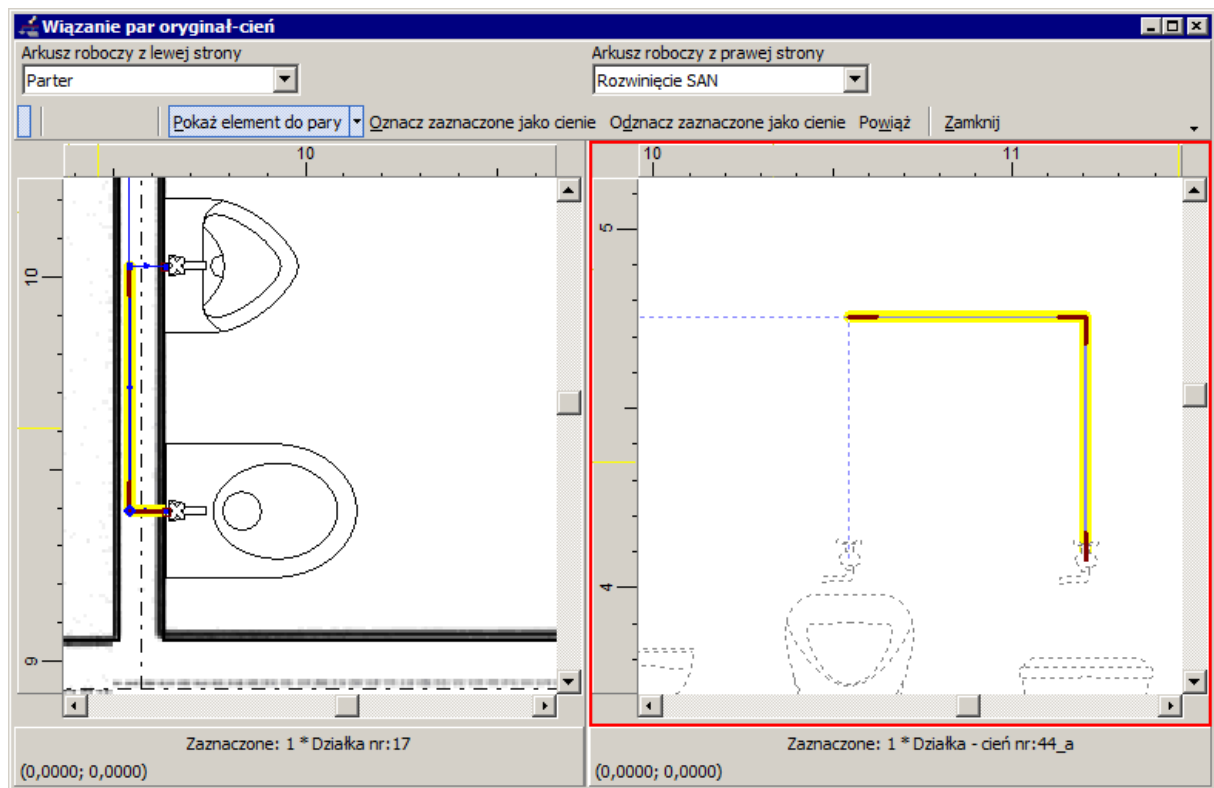 Wiązanie par oryginał-cień
Arkusz roboczy z lewej strony
Arkusz roboczy z prawej strony
Parter
Rozwinięcie SAN
Pokaż element do pary Oznacz zaznaczone jako cienie Odznacz zaznaczone jako cienie Powiąż Zamknij
10
10 11
10
9
5
4
Zaznaczone: 1 * Działka nr:17
Zaznaczone: 1 * Działka - cień nr:44_a
(0,0000; 0,0000)
(0,0000; 0,0000)